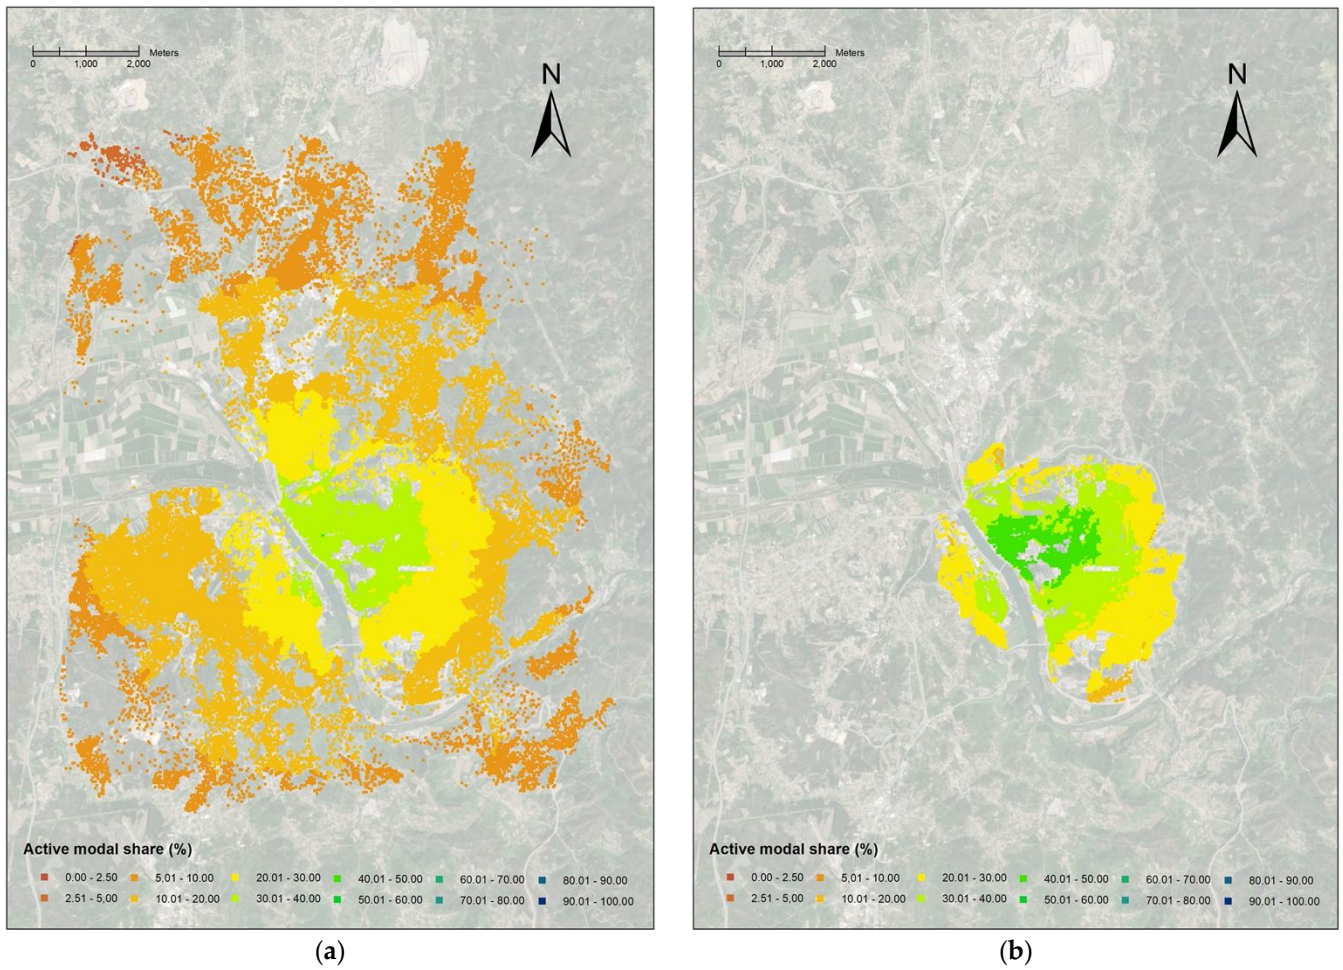 Meters
0 1,000 2,000
N
Active modal share (%)
0.00 - 2.50 5.01 - 10.00 20.01 - 30.00 40.01 - 50.00 60.01 - 70.00 80.01 - 90.00
2.51 - 5.00 10.01 - 20.00 30.01 - 40.00 50.01 - 60.00 70.01 - 80.00 90.01 - 100.00
(a)
Meters
0 1,000 2,000
N
Active modal share (%)
0.00 - 2.50 5.01 - 10.00 20.01 - 30.00 40.01 - 50.00 60.01 - 70.00 80.01 - 90.00
2.51 - 5.00 10.01 - 20.00 30.01 - 40.00 50.01 - 60.00 70.01 - 80.00 90.01 - 100.00
(b)